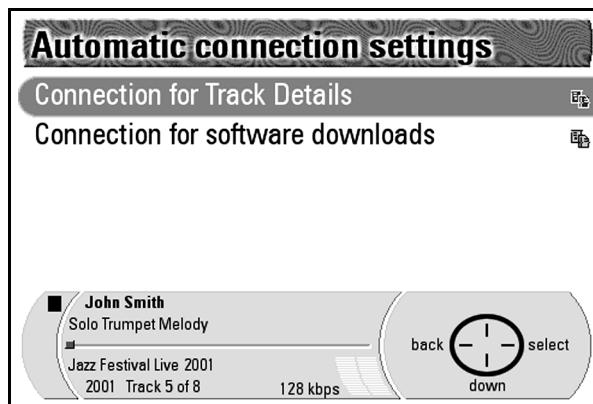 Automatic connection settings
Connection for Track Details
Connection for software downloads
John Smith
Solo Trumpet Melody
Jazz Festival Live 2001
2001 Track 5 of 8 128 kbps
back select
down